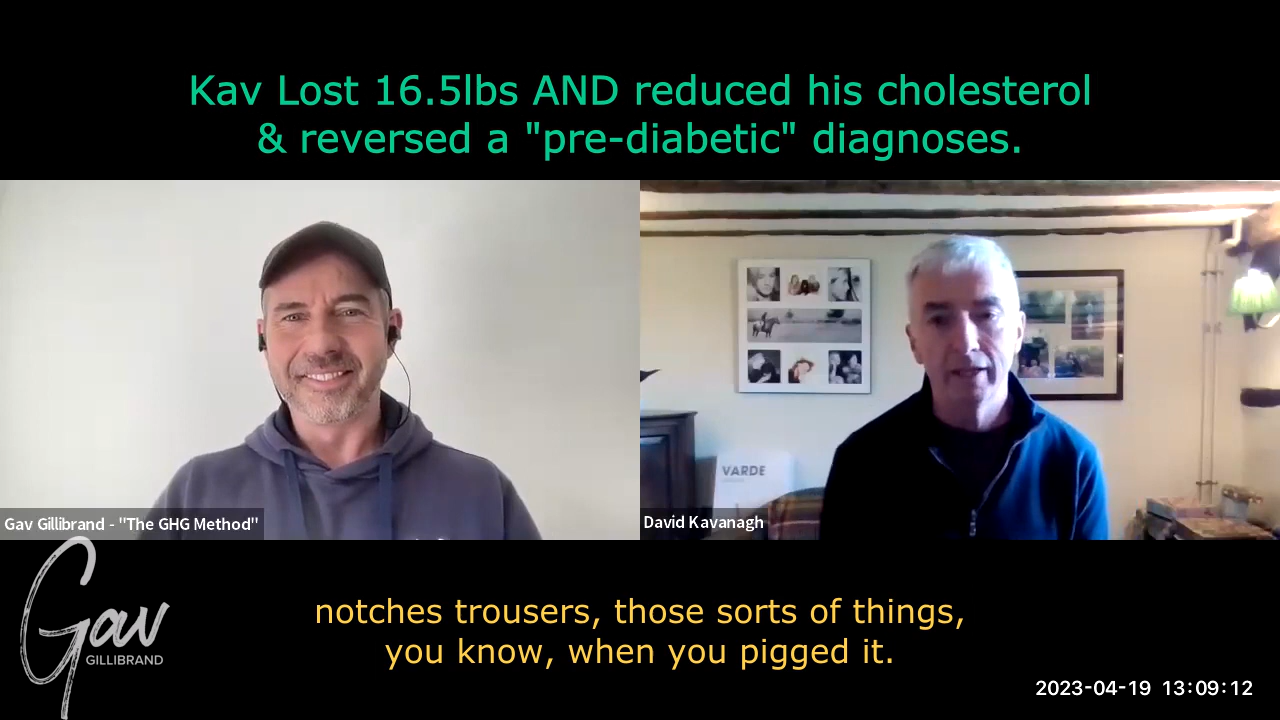 Kav Lost 16.5lbs AND reduced his cholesterol
& reversed a "pre-diabetic" diagnoses.
VARDE
Gav Gillibrand - "The GHG Method"
David Kavanagh
notches trousers, those sorts of things,
you know, when you pigged it.
Gav
GILLIBRAND
2023-04-19 13:09:12